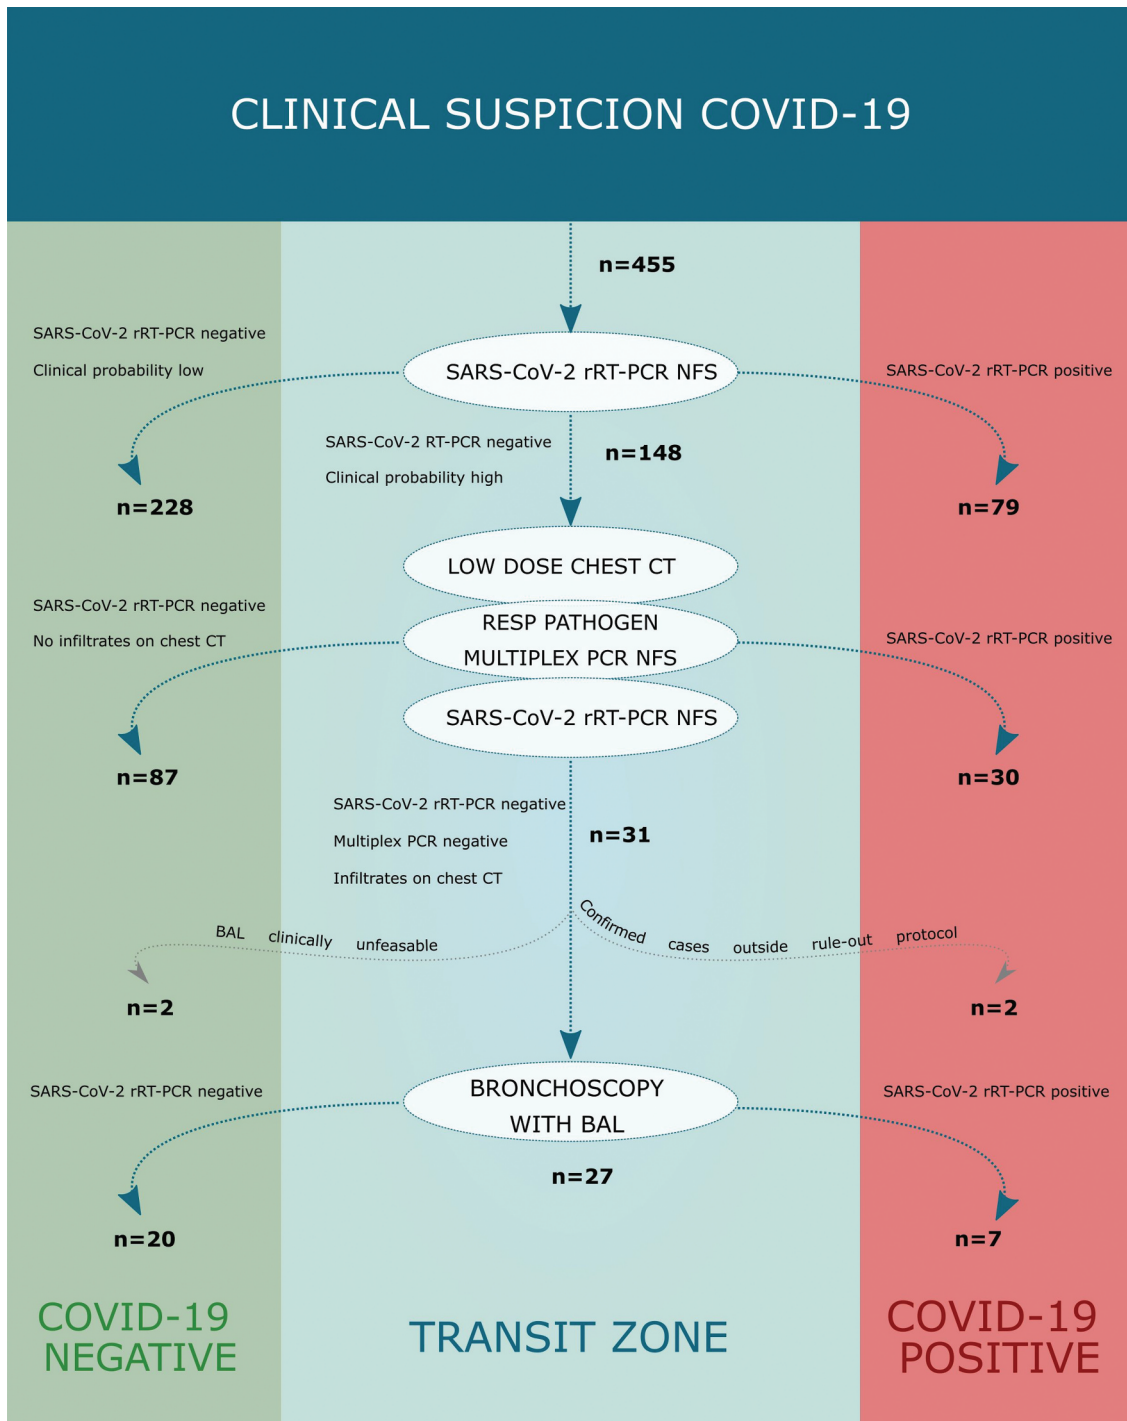 CLINICAL SUSPICION COVID-19
n=455
SARS-CoV-2 rRT-PCR negative
Clinical probability low
SARS-CoV-2 rRT-PCR NFS
SARS-CoV-2 rRT-PCR positive
SARS-CoV-2 RT-PCR negative
Clinical probability high
n=148
n=228
n=79
LOW DOSE CHEST CT
SARS-CoV-2 rRT-PCR negative
No infiltrates on chest CT
RESP PATHOGEN
MULTIPLEX PCR NFS
SARS-CoV-2 rRT-PCR positive
SARS-CoV-2 rRT-PCR NFS
n=87
n=30
SARS-CoV-2 rRT-PCR negative
Multiplex PCR negative
Infiltrates on chest CT
n=31
BAL clinically unfeasable
Confirmed cases outside rule-out protocol
n=2
n=2
SARS-CoV-2 rRT-PCR negative
BRONCHOSCOPY
WITH BAL
SARS-CoV-2 rRT-PCR positive
n=27
n=20
n=7
COVID-19
NEGATIVE
TRANSIT ZONE
COVID-19
POSITIVE